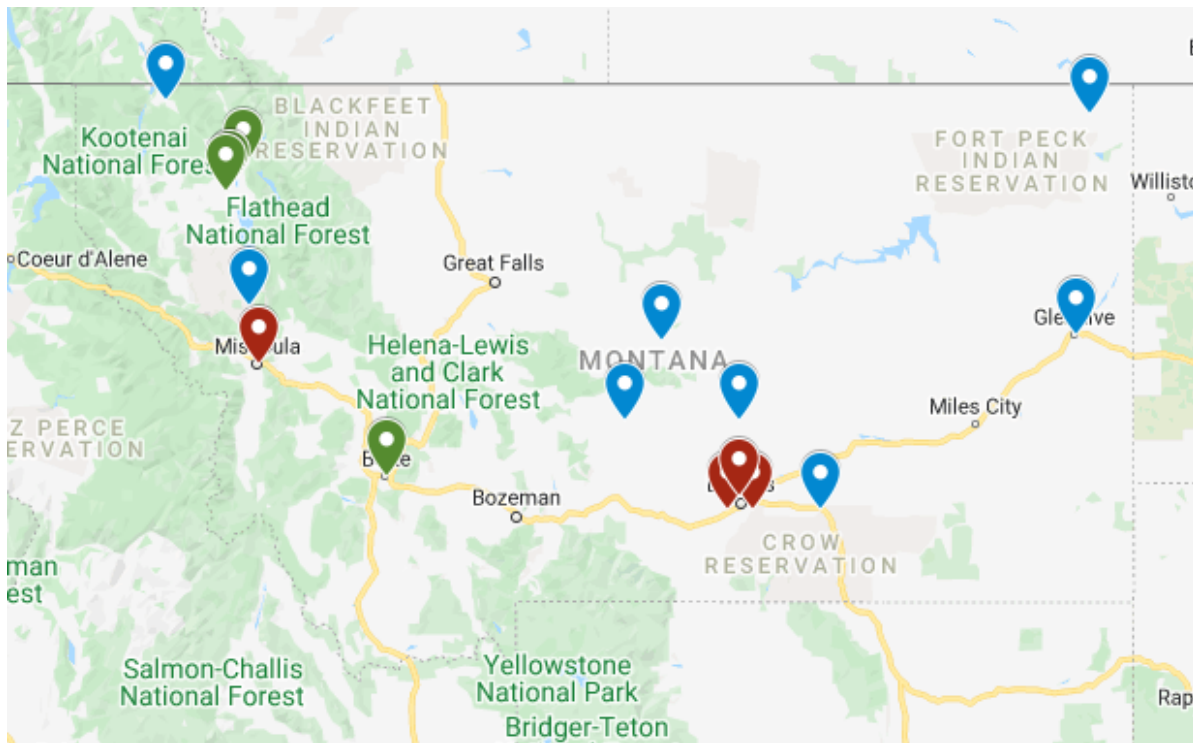 BLACKFEET
INDIAN
RESERVATION
Kootenai
National
FORT PECK
INDIAN
RESERVATION
Flathead
National Forest
Coeur d'Alene
Great Falls
Helena-Lewis
and Clark
National Forest
MONTANA
Miles City
Bozeman
CROW
RESERVATION
Salmon-Challis
National Forest
Yellowstone
National Park
Bridger-Teton